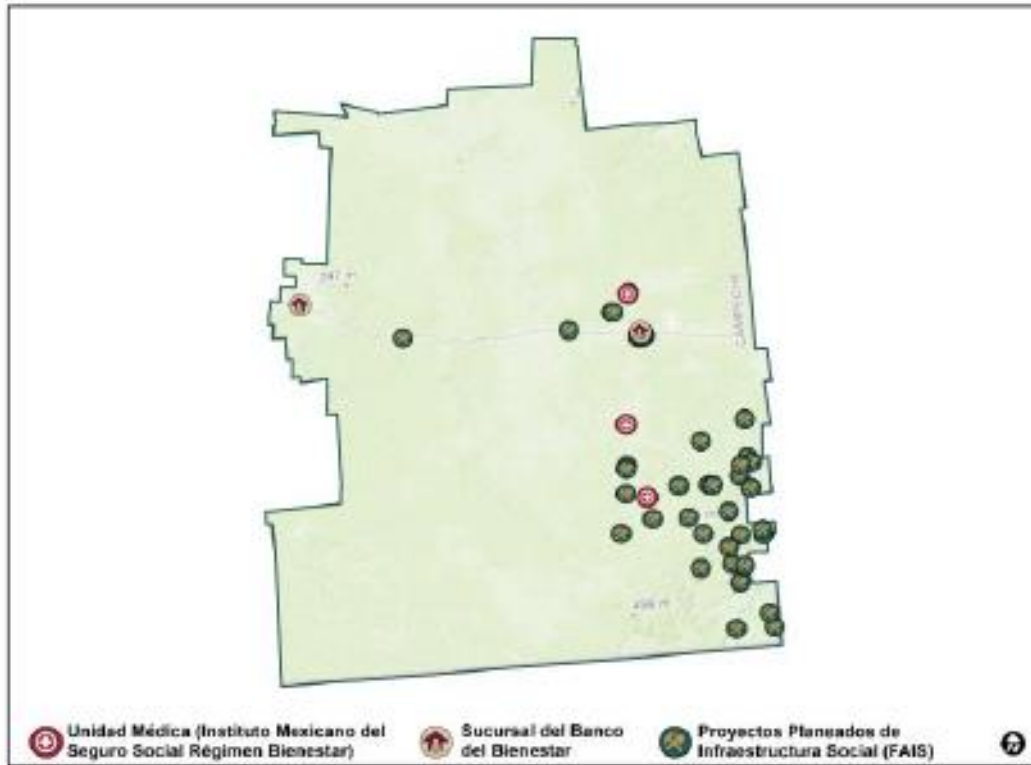 CAMPECHE
Unidad Médica (Instituto Mexicano del
Seguro Social Régimen Bienestar)
Sucursal del Banco
del Bienestar
Proyectos Planeados de
Infraestructura Social (FAIS)